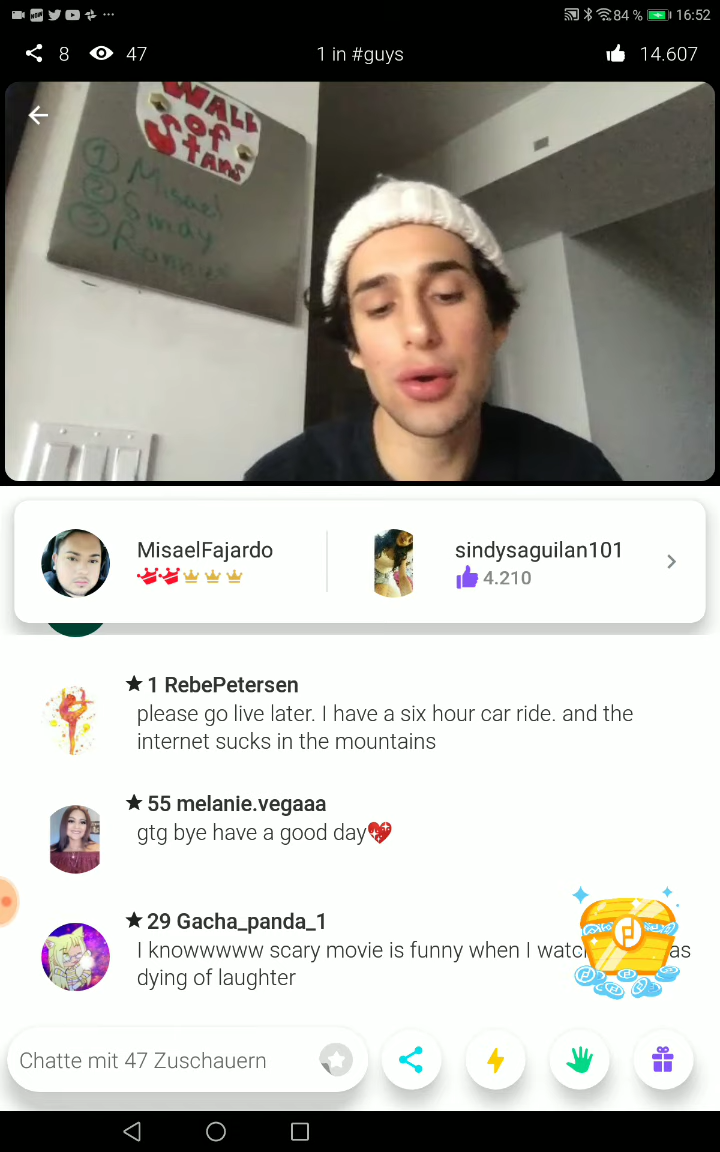 84 % 16:52
8 47 1 in #guys 14.607
WALL
OF
STANS
1 Misael
2 Sindy
3
MisaelFajardo
sindysaguilan101
4.210
★ 1 RebePetersen
please go live later. I have a six hour car ride. and the
internet sucks in the mountains
★ 55 melanie.vegaaa
gtg bye have a good day
★ 29 Gacha_panda_1
I knowwwww scary movie is funny when I watc as
dying of laughter
Chatte mit 47 Zuschauern